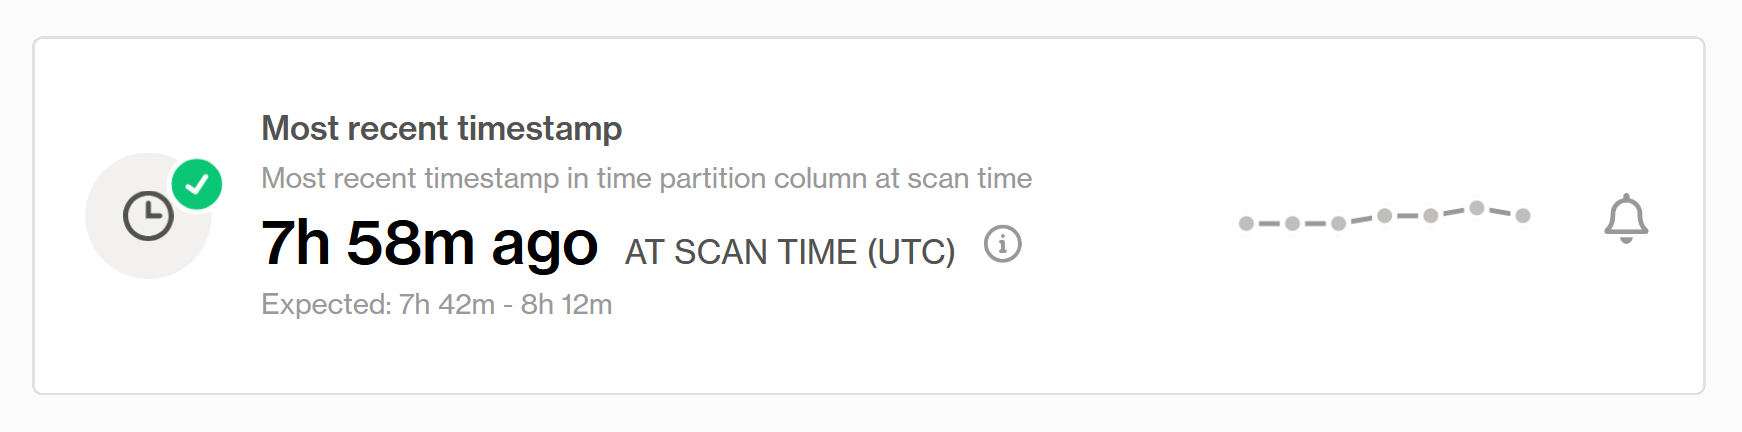 Most recent timestamp
Most recent timestamp in time partition column at scan time
7h 58m ago AT SCAN TIME (UTC)
Expected: 7h 42m - 8h 12m